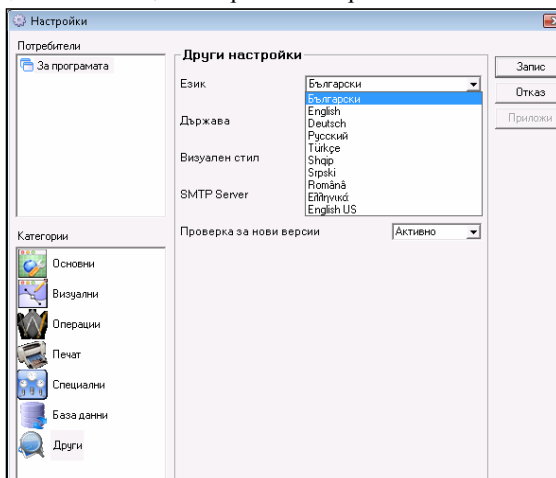 Настройки
Потребители
За програмата
Други настройки
Език
Български
Български
English
Deutsch
Русский
Türkçe
Shqip
Srpski
Română
Ελληνικά
English US
Държава
Визуален стил
SMTP Server
Проверка за нови версии
Активно
Запис
Отказ
Приложи
Категории
Основни
Визуални
Операции
Печат
Специални
База данни
Други